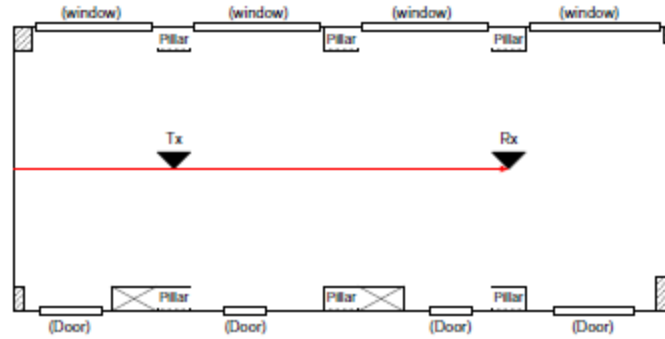 (window) (window) (window) (window)
Pillar Pillar Pillar
Tx Rx
Pillar Pillar Pillar
(Door) (Door) (Door) (Door)